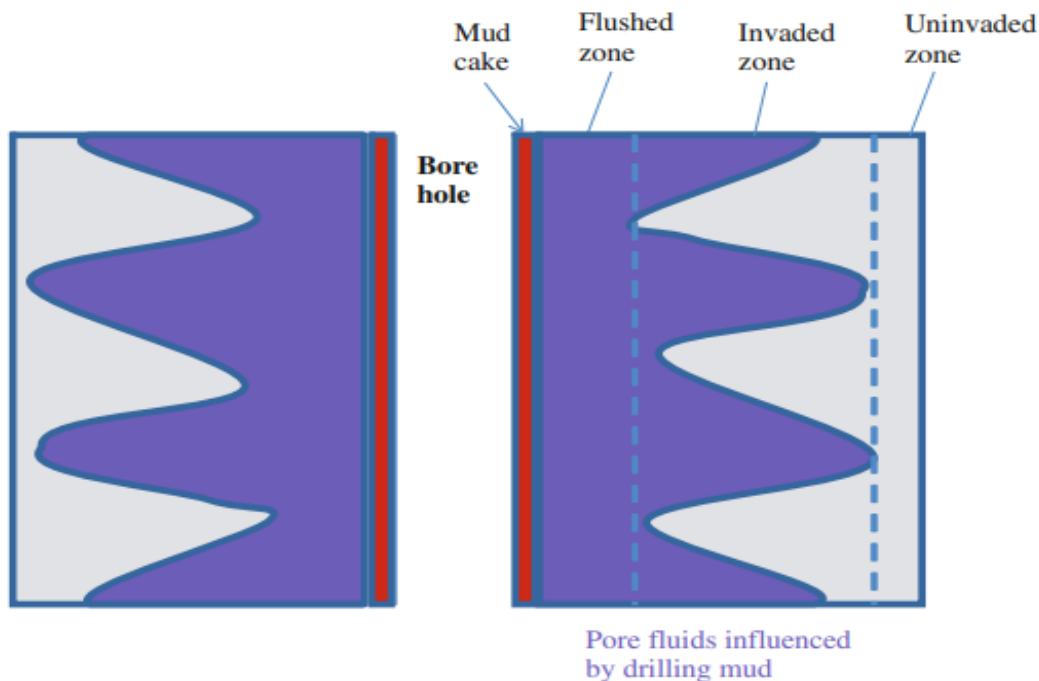 Mud
cake
Flushed
zone
Invaded
zone
Uninvaded
zone
Bore
hole
Pore fluids influenced
by drilling mud